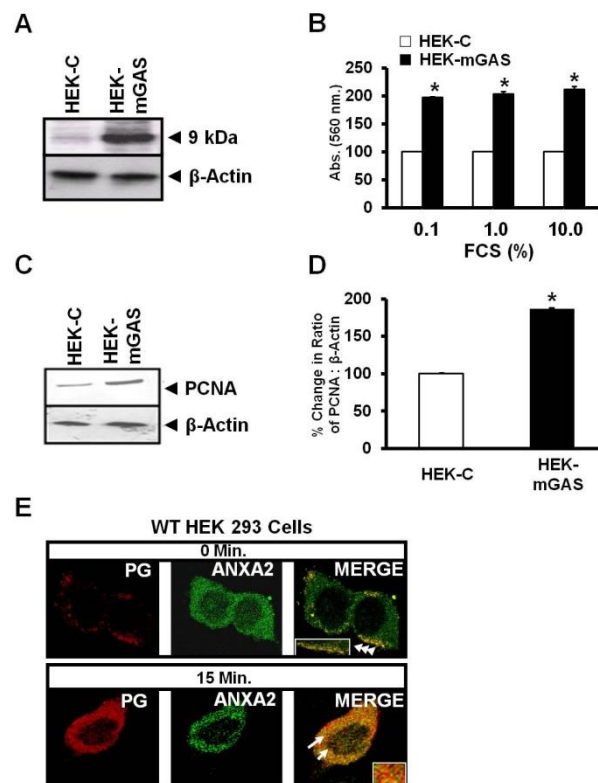 A
HEK-C
HEK-
mGAS
9 kDa
β-Actin
B
HEK-C
HEK-mGAS
Abs. (560 nm.)
250
200
150
100
50
0
* * *
0.1 1.0 10.0
FCS (%)
C
HEK-C
HEK-
mGAS
PCNA
β-Actin
D
% Change in Ratio
of PCNA : β-Actin
200
150
100
50
0
*
HEK-C
HEK-
mGAS
E
WT HEK 293 Cells
0 Min.
PG ANXA2 MERGE
15 Min.
PG ANXA2 MERGE